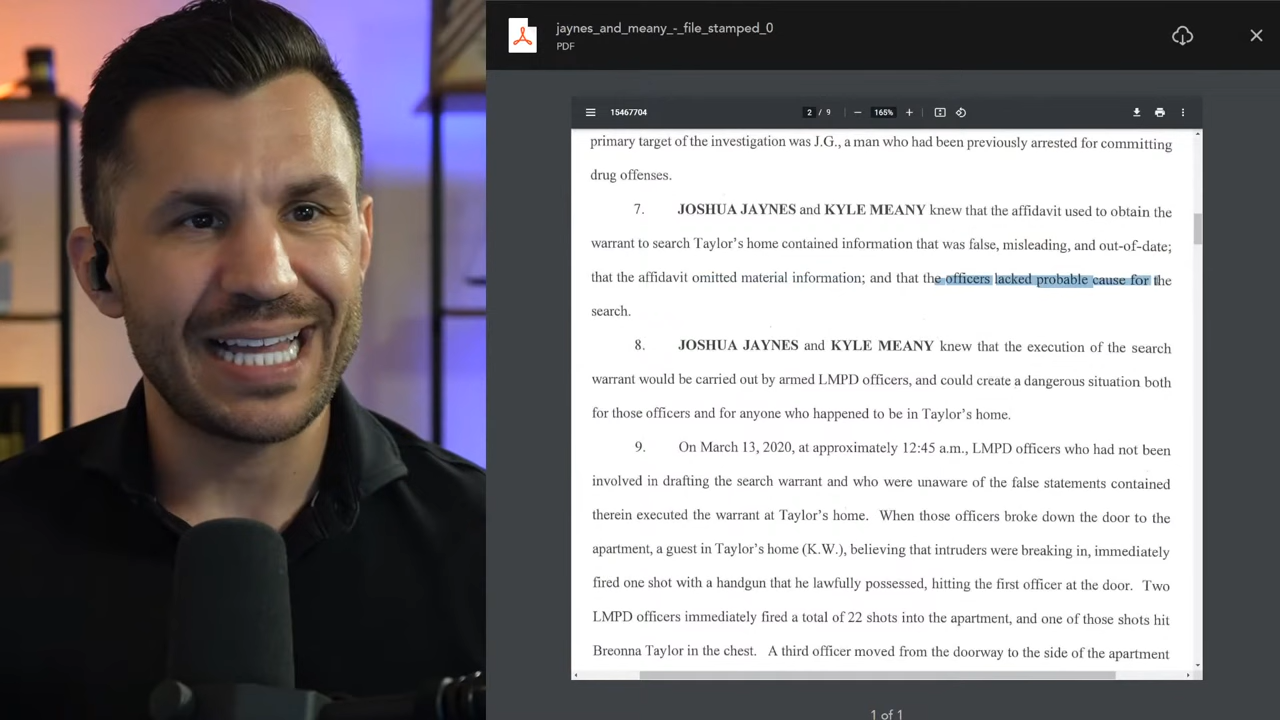 jaynes_and_meany_-_file_stamped_0
PDF
15467704
2 / 9
165%
primary target of the investigation was J.G., a man who had been previously arrested for committing
drug offenses.
7. JOSHUA JAYNES and KYLE MEANY knew that the affidavit used to obtain the
warrant to search Taylor's home contained information that was false, misleading, and out-of-date;
that the affidavit omitted material information; and that the officers lacked probable cause for the
search.
8. JOSHUA JAYNES and KYLE MEANY knew that the execution of the search
warrant would be carried out by armed LMPD officers, and could create a dangerous situation both
for those officers and for anyone who happened to be in Taylor's home.
9. On March 13, 2020, at approximately 12:45 a.m., LMPD officers who had not been
involved in drafting the search warrant and who were unaware of the false statements contained
therein executed the warrant at Taylor's home. When those officers broke down the door to the
apartment, a guest in Taylor's home (K.W.), believing that intruders were breaking in, immediately
fired one shot with a handgun that he lawfully possessed, hitting the first officer at the door. Two
LMPD officers immediately fired a total of 22 shots into the apartment, and one of those shots hit
Breonna Taylor in the chest. A third officer moved from the doorway to the side of the apartment
1 of 1